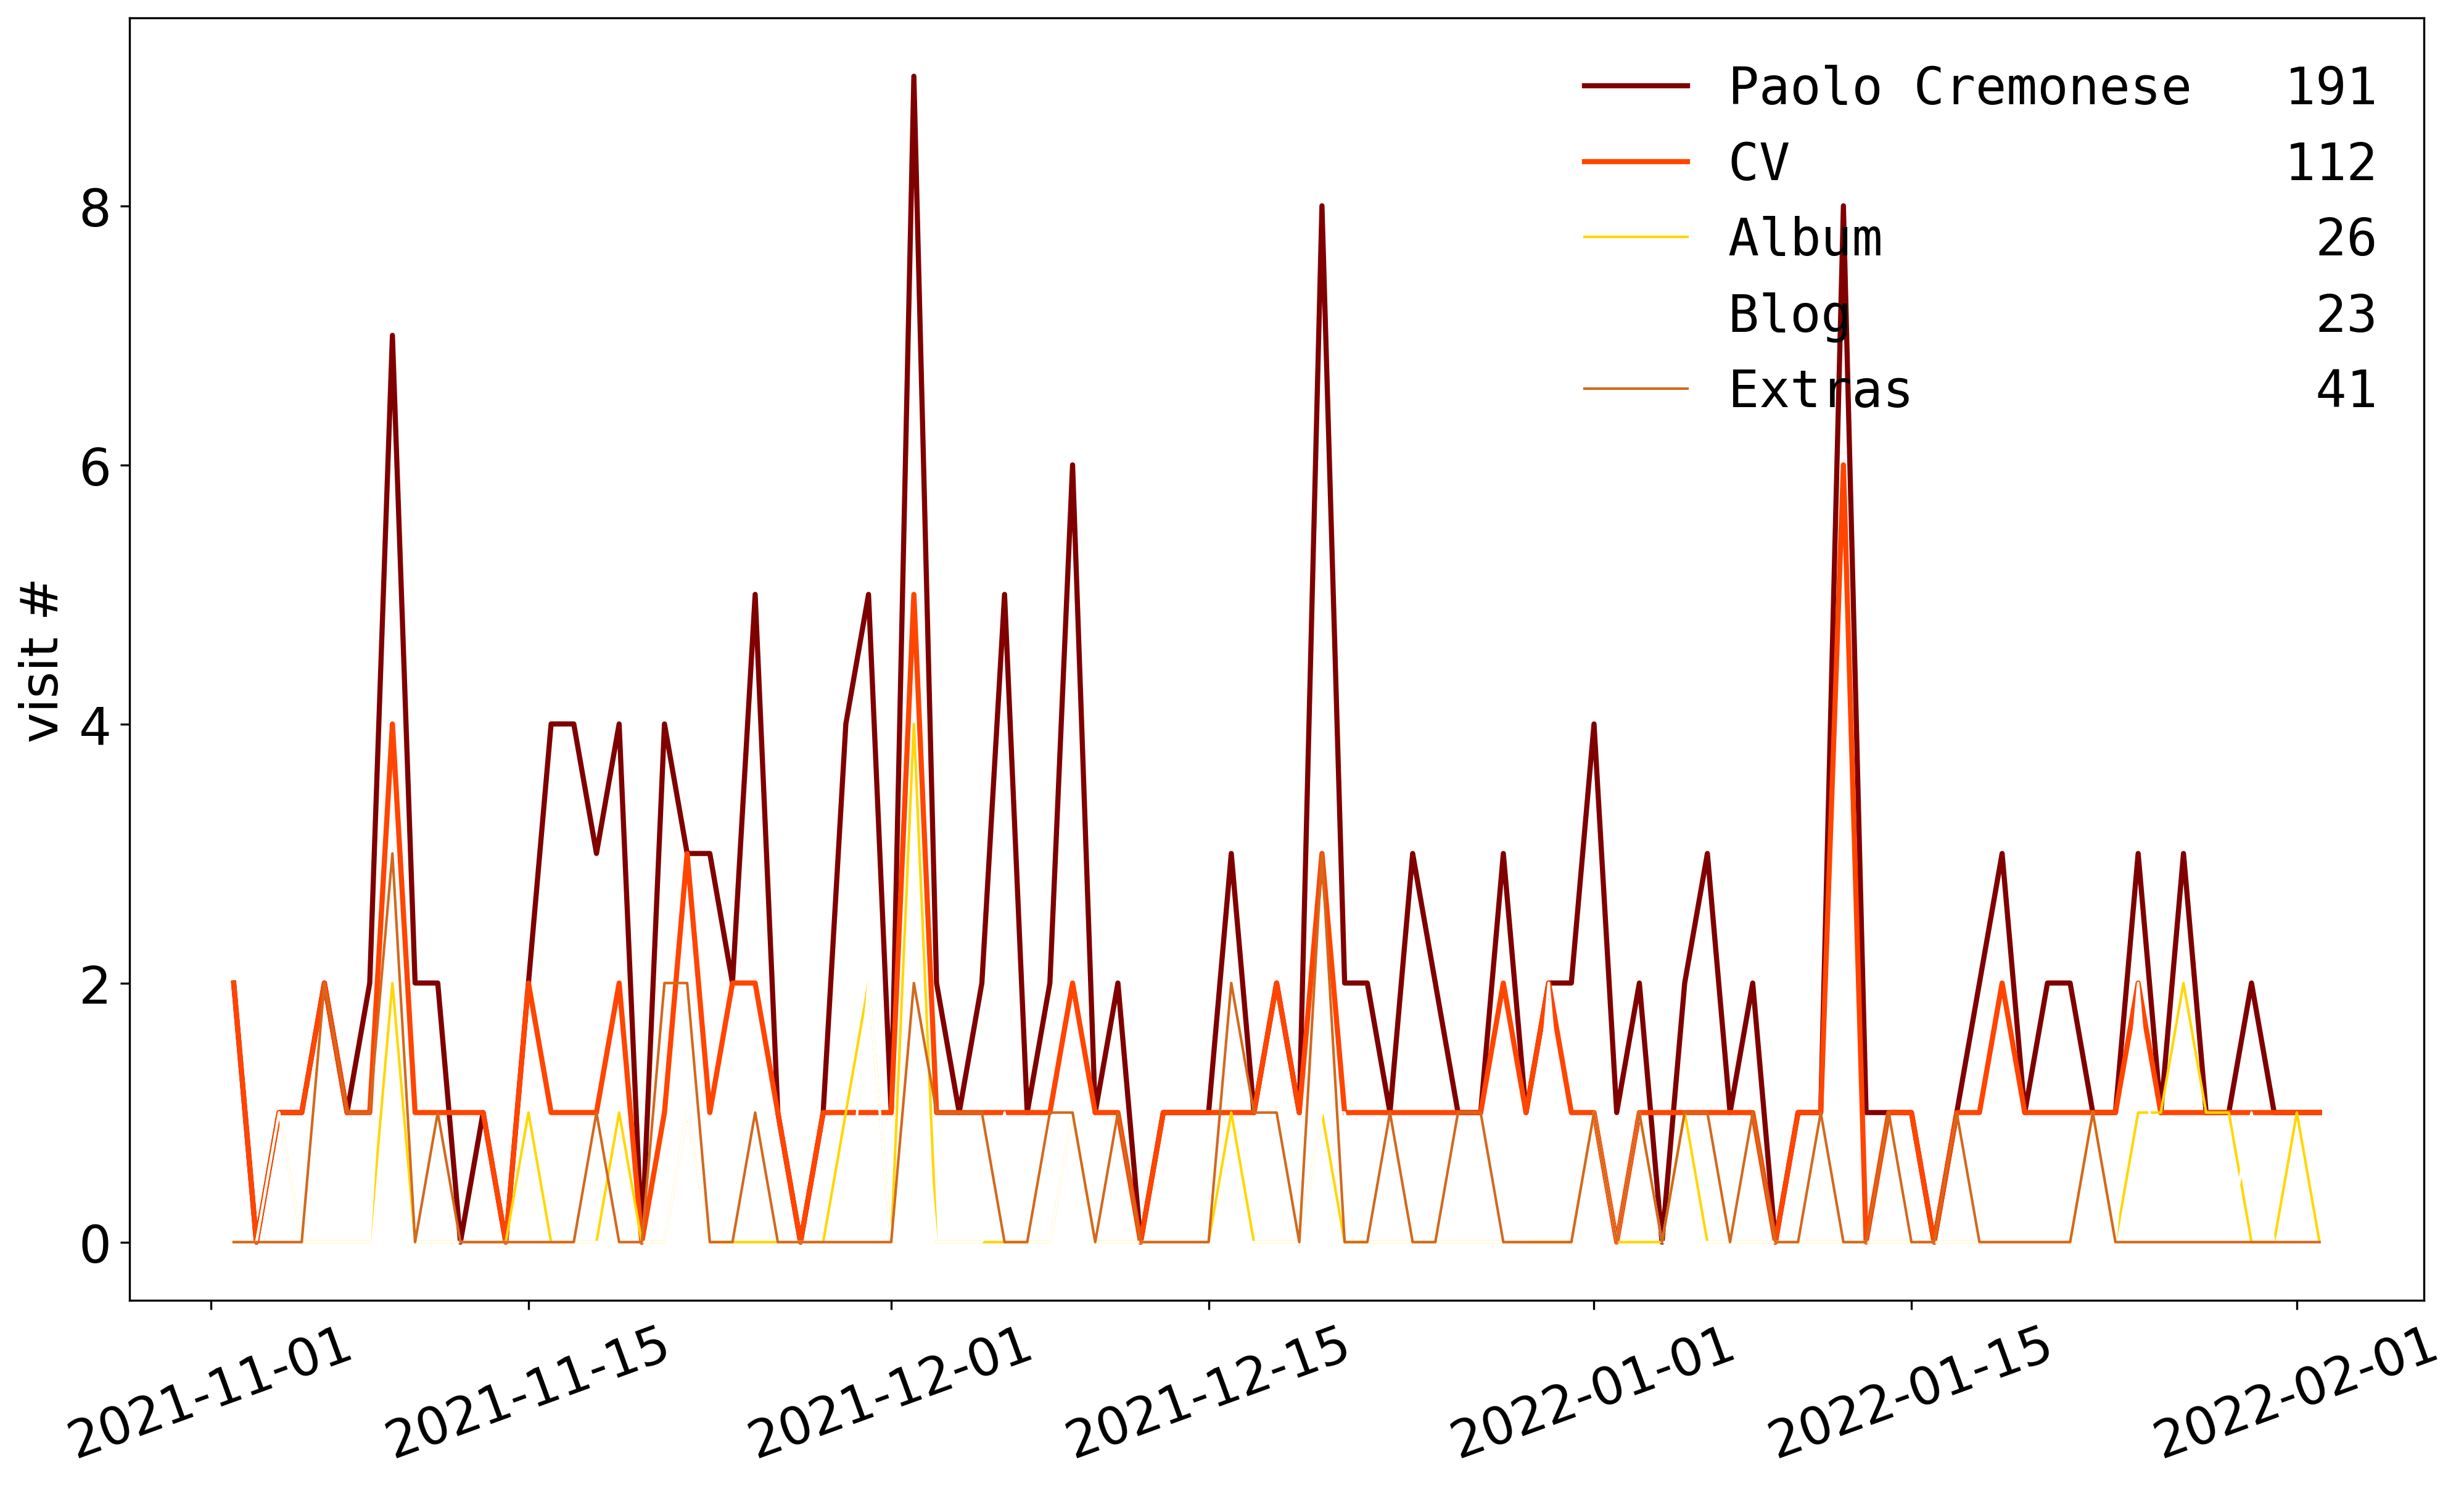 Paolo Cremonese 191
CV 112
Album 26
Blog 23
Extras 41
visit #
8
6
4
2
0
2021-11-01
2021-11-15
2021-12-01
2021-12-15
2022-01-01
2022-01-15
2022-02-01